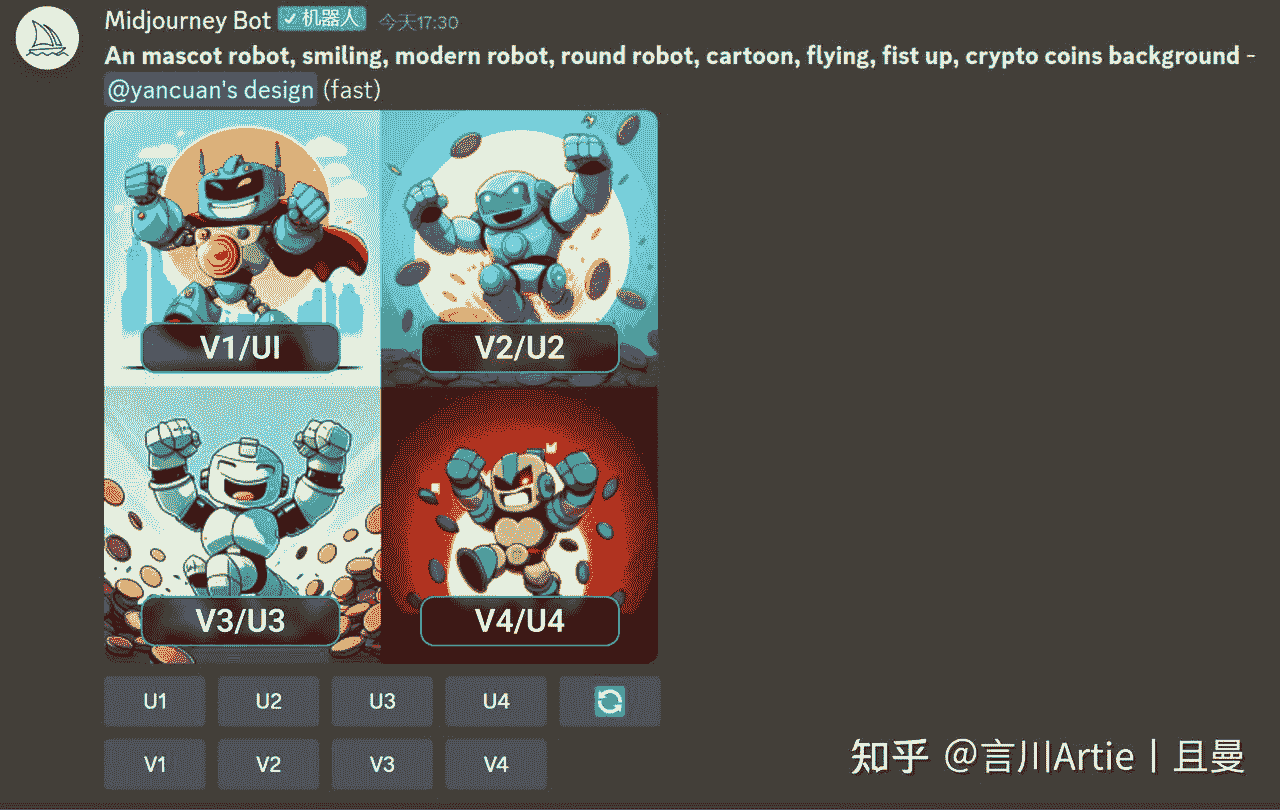 Midjourney Bot ✓机器人 今天17:30
An mascot robot, smiling, modern robot, round robot, cartoon, flying, fist up, crypto coins background -
@yancuan's design (fast)
V1/UI V2/U2
V3/U3 V4/U4
U1 U2 U3 U4
V1 V2 V3 V4
知乎 @言川Artie丨且曼